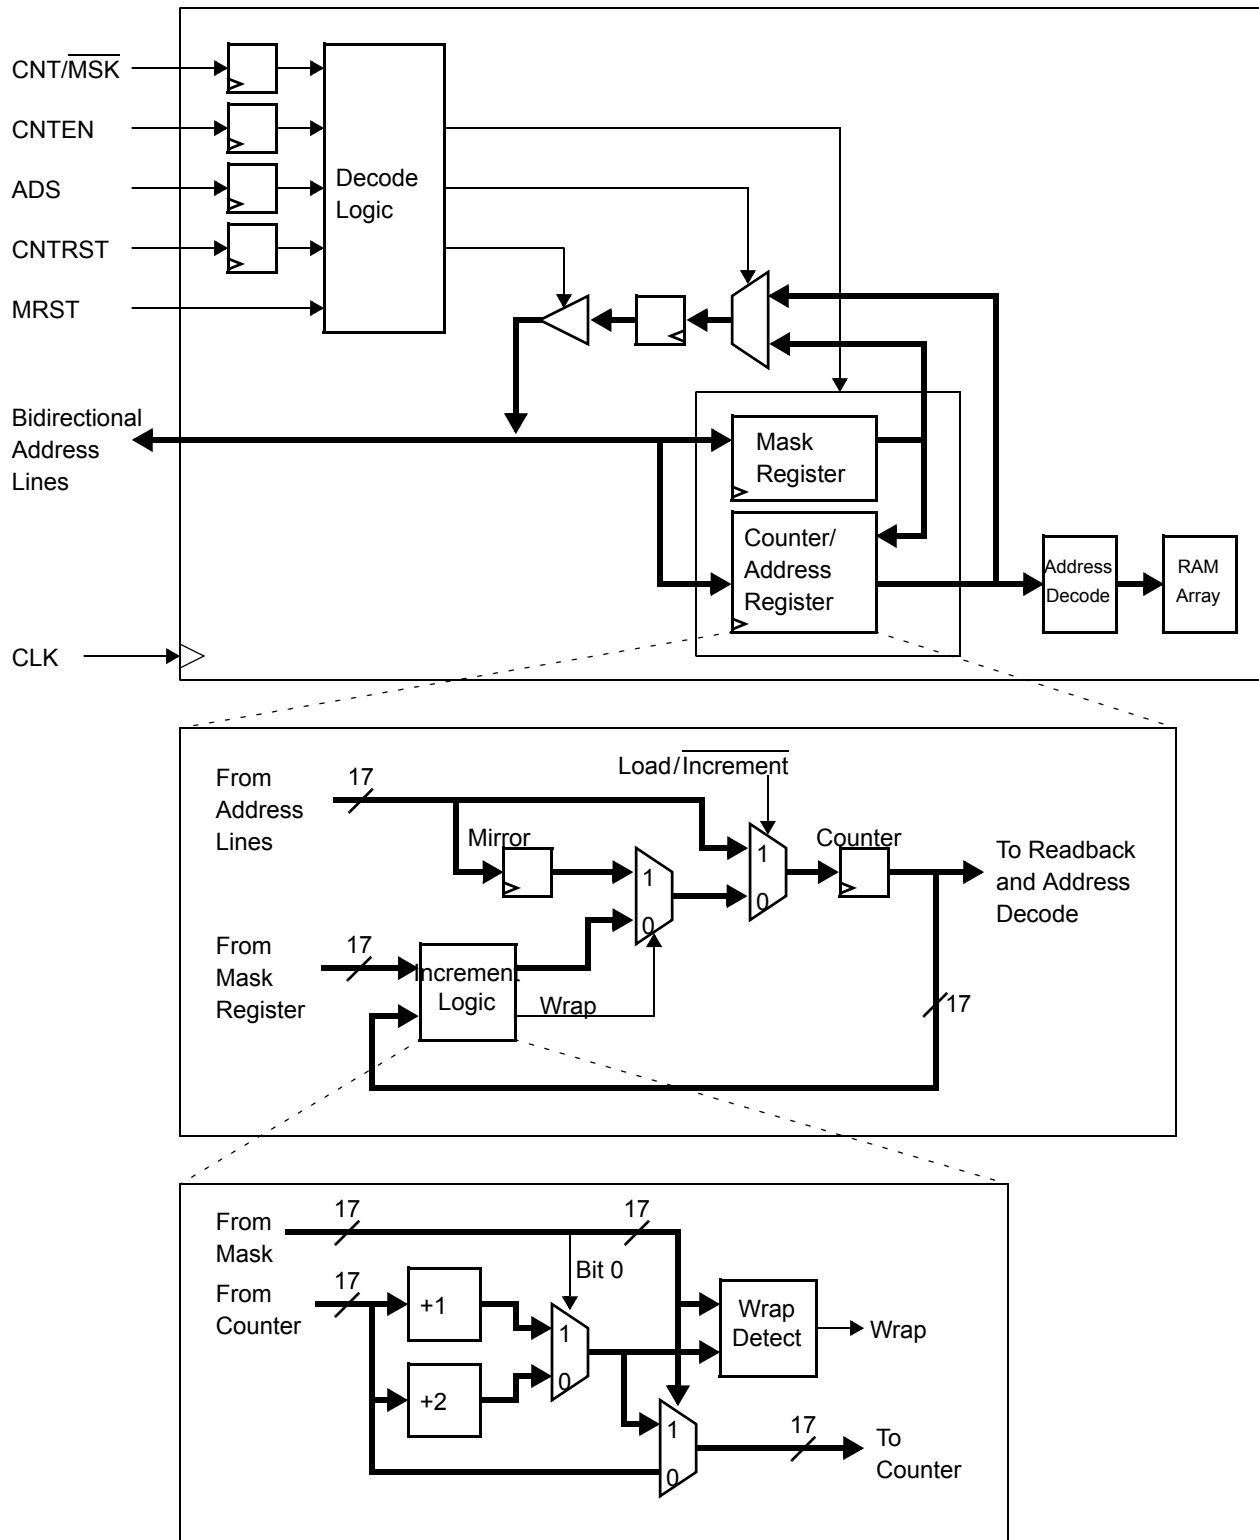 CNT/MSK
CNTEN
ADS
CNTRST
MRST
Decode
Logic
Bidirectional
Address
Lines
Mask
Register
Counter/
Address
Register
Address
Decode
RAM
Array
CLK
From
Address
Lines
17
Load/Increment
Mirror
1
0
1
0
Counter
To Readback
and Address
Decode
From
Mask
Register
17
Increment
Logic
Wrap
17
From
Mask
17
17
Bit 0
From
Counter
17
+1
+2
1
0
Wrap
Detect
Wrap
1
0
17
To
Counter